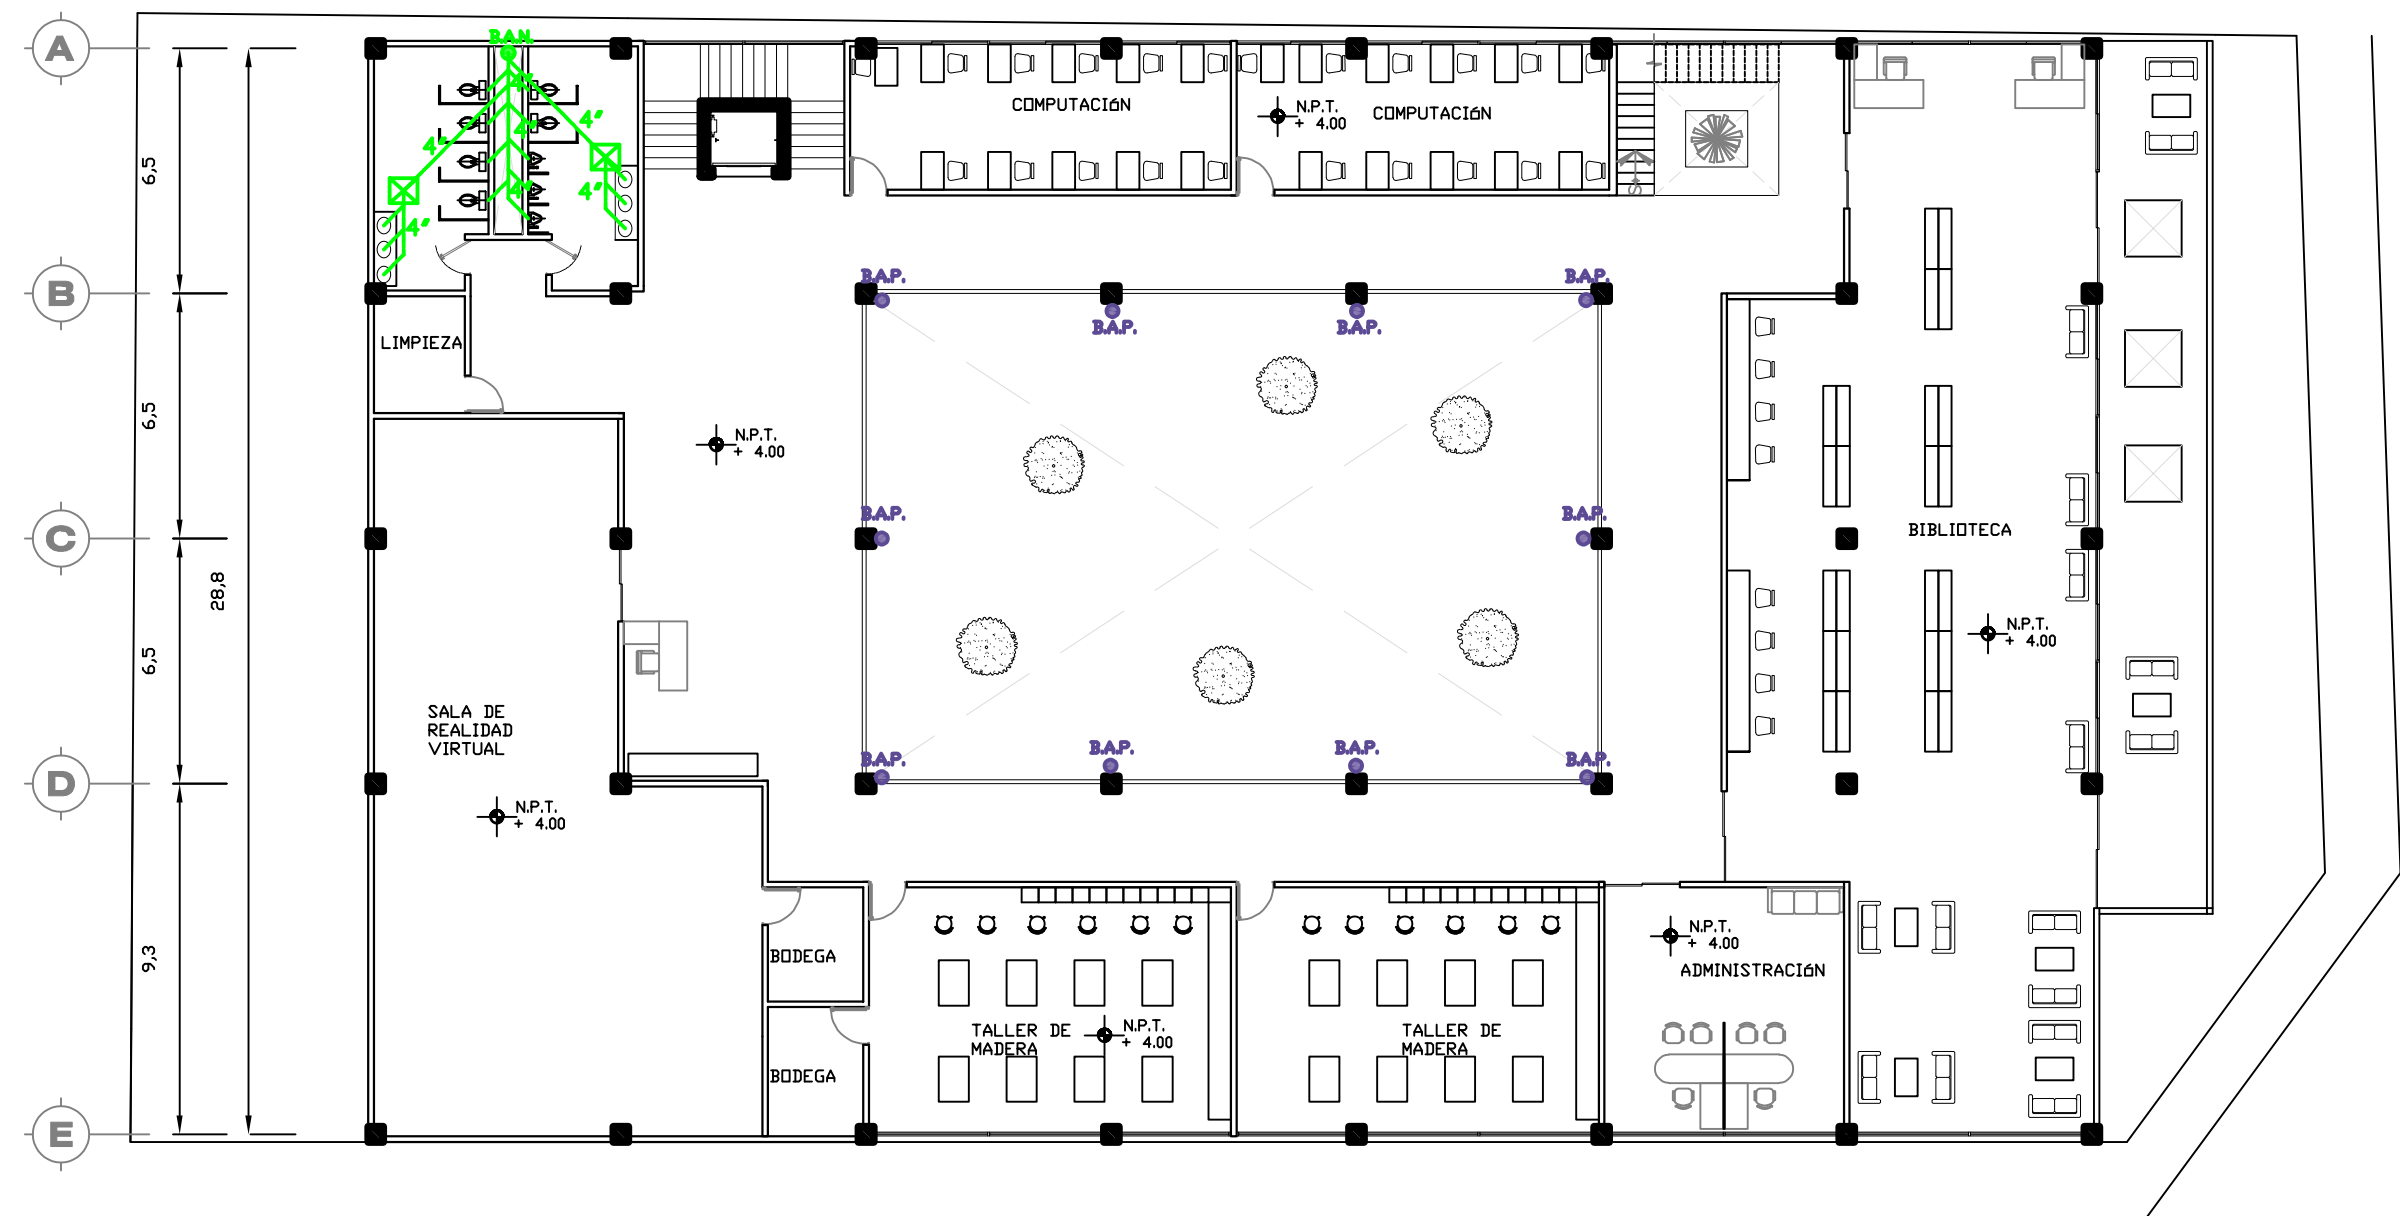 A
B.A.N.
4"
COMPUTACIÓN
N.P.T.
+ 4.00
COMPUTACIÓN
4"
4"
4"
6,5
4"
4"
S
4"
B
B.A.P.
B.A.P.
B.A.P.
B.A.P.
LIMPIEZA
6,5
N.P.T.
+ 4.00
C
B.A.P.
B.A.P.
BIBLIOTECA
28,8
6,5
N.P.T.
+ 4.00
SALA DE
REALIDAD
VIRTUAL
B.A.P.
B.A.P.
B.A.P.
B.A.P.
D
N.P.T.
+ 4.00
9,3
BODEGA
N.P.T.
+ 4.00
ADMINISTRACIÓN
TALLER DE
MADERA
N.P.T.
+ 4.00
TALLER DE
MADERA
BODEGA
E